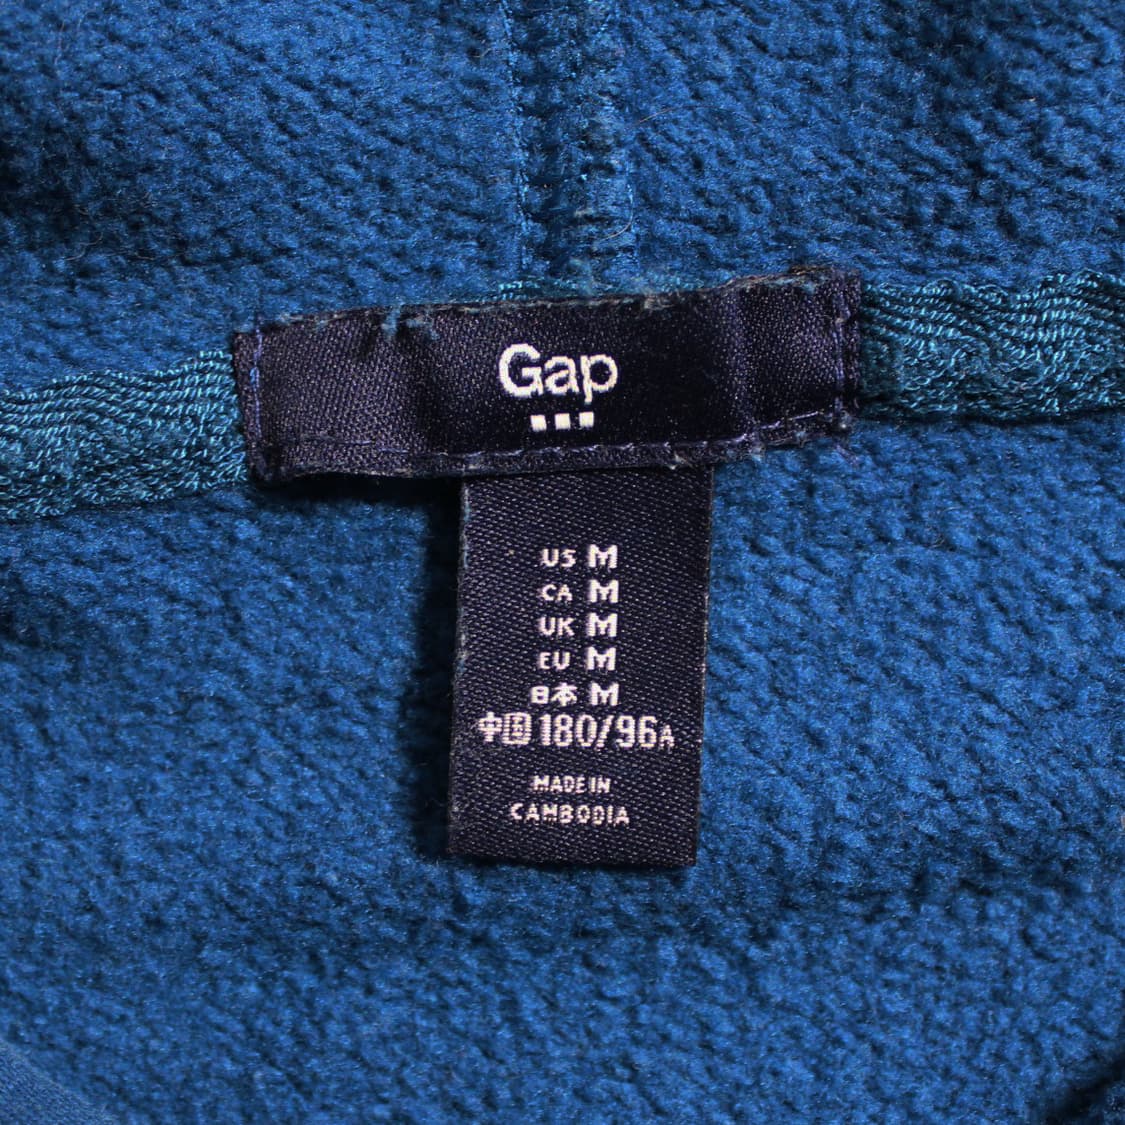 Gap
US M
CA M
UK M
EU M
日本 M
中国 180/96A
MADE IN
CAMBODIA